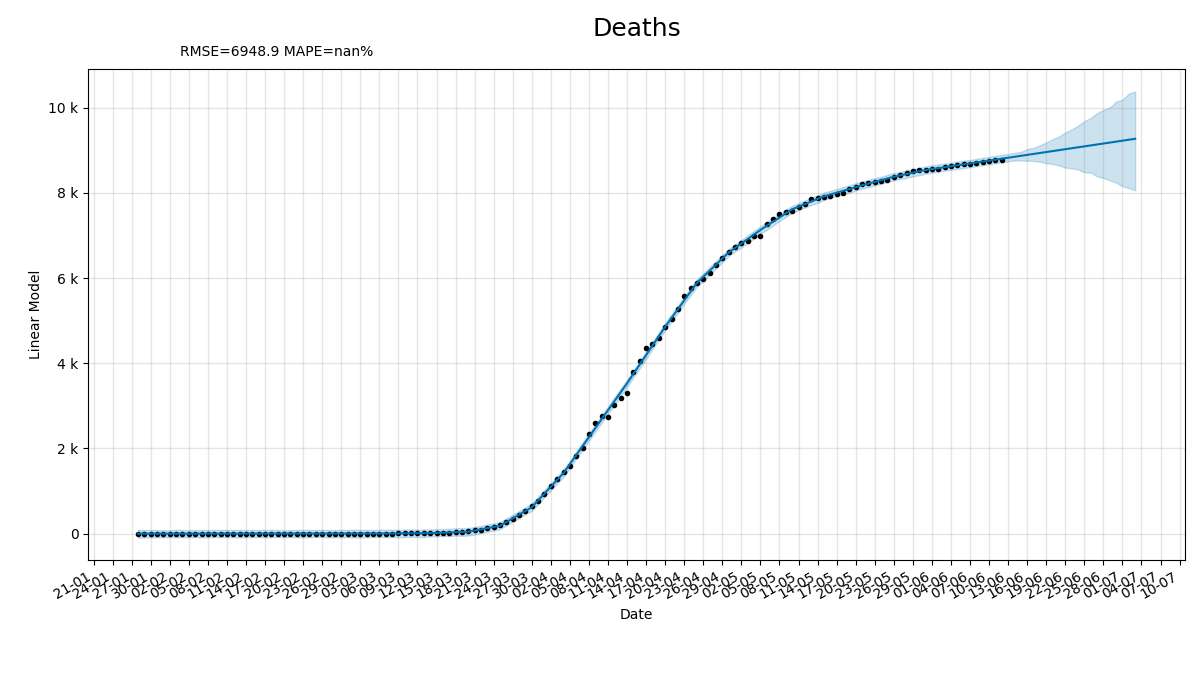 Deaths
RMSE=6948.9 MAPE=nan%
10 k
8 k
6 k
4 k
2 k
0
Linear Model
21-01 24-01 27-01 30-01 02-02 05-02 08-02 11-02 14-02 17-02 20-02 23-02 26-02 29-02 03-03 06-03 09-03 12-03 15-03 18-03 21-03 24-03 27-03 30-03 02-04 05-04 08-04 11-04 14-04 17-04 20-04 23-04 26-04 29-04 02-05 05-05 08-05 11-05 14-05 17-05 20-05 23-05 26-05 29-05 01-06 04-06 07-06 10-06 13-06 16-06 19-06 22-06 25-06 28-06 01-07 04-07 07-07 10-07
Date